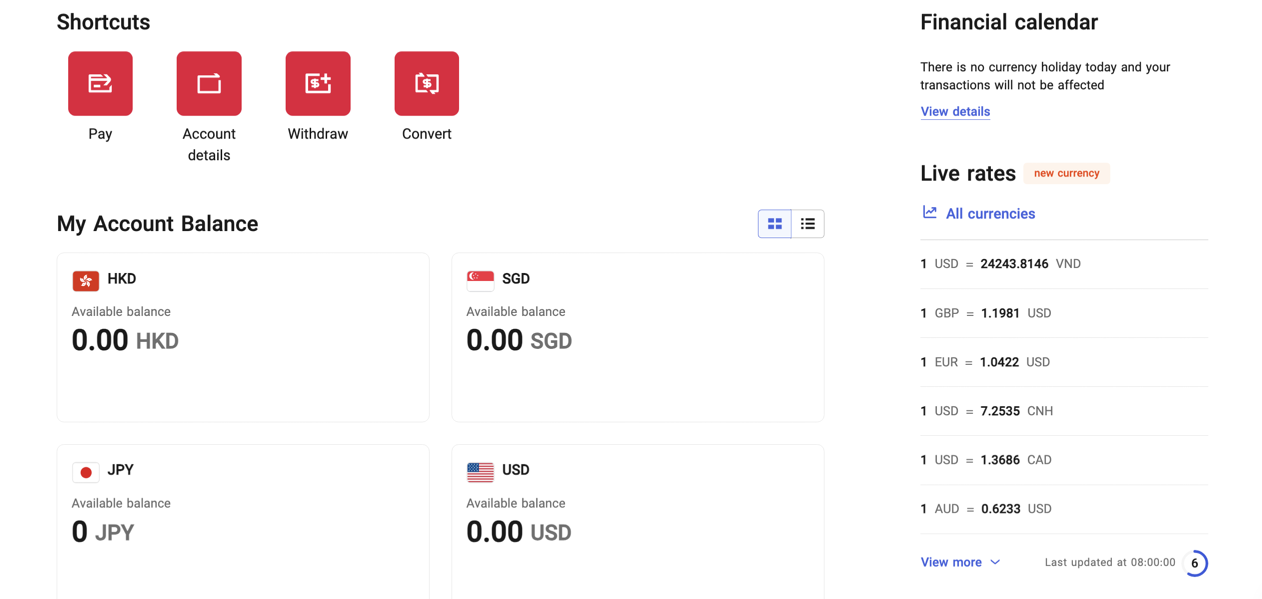 Shortcuts
Pay
Account
details
Withdraw
Convert
My Account Balance
HKD
Available balance
0.00 HKD
SGD
Available balance
0.00 SGD
JPY
Available balance
0 JPY
USD
Available balance
0.00 USD
Financial calendar
There is no currency holiday today and your
transactions will not be affected
View details
Live rates new currency
All currencies
1 USD = 24243.8146 VND
1 GBP = 1.1981 USD
1 EUR = 1.0422 USD
1 USD = 7.2535 CNH
1 USD = 1.3686 CAD
1 AUD = 0.6233 USD
View more Last updated at 08:00:00 6